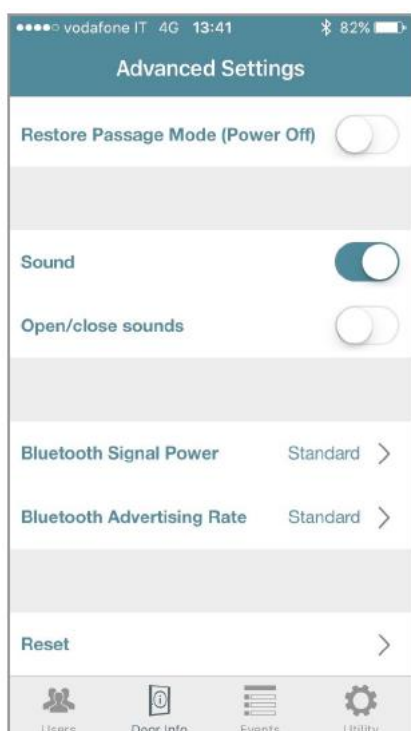 vodafone IT 4G 13:41 82%
Advanced Settings
Restore Passage Mode (Power Off)
Sound
Open/close sounds
Bluetooth Signal Power Standard
Bluetooth Advertising Rate Standard
Reset
Users Door Info Events Utility